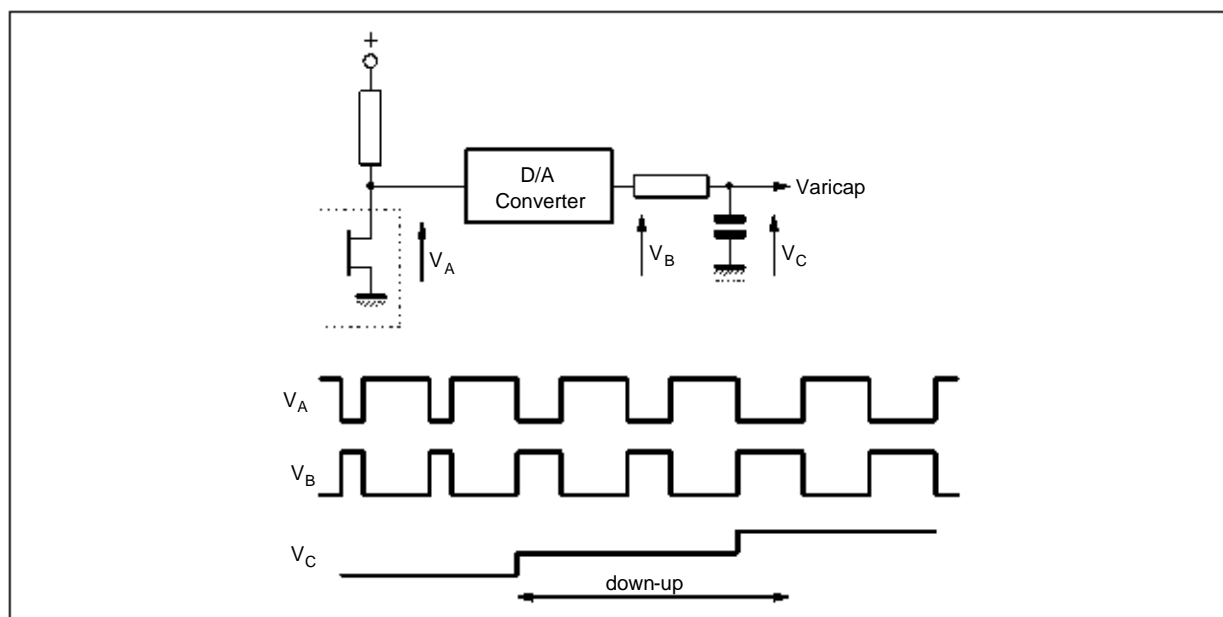 +
D/A
Converter
Varicap
V_A
V_B
V_C
V_A
V_B
V_C
down-up